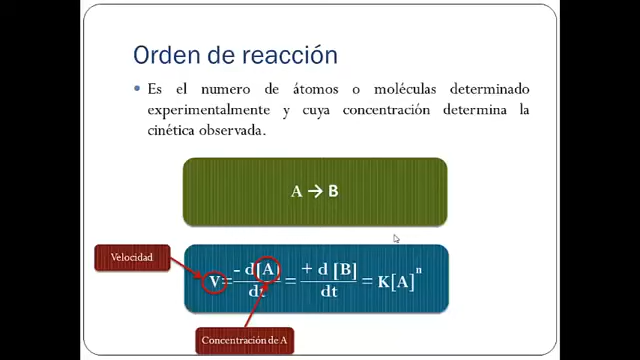 Orden de reacción
• Es el numero de átomos o moléculas determinado
experimentalmente y cuya concentración determina la
cinética observada.
A → B
Velocidad
V = - d[A] / dt = + d [B] / dt = K[A]^n
Concentración de A